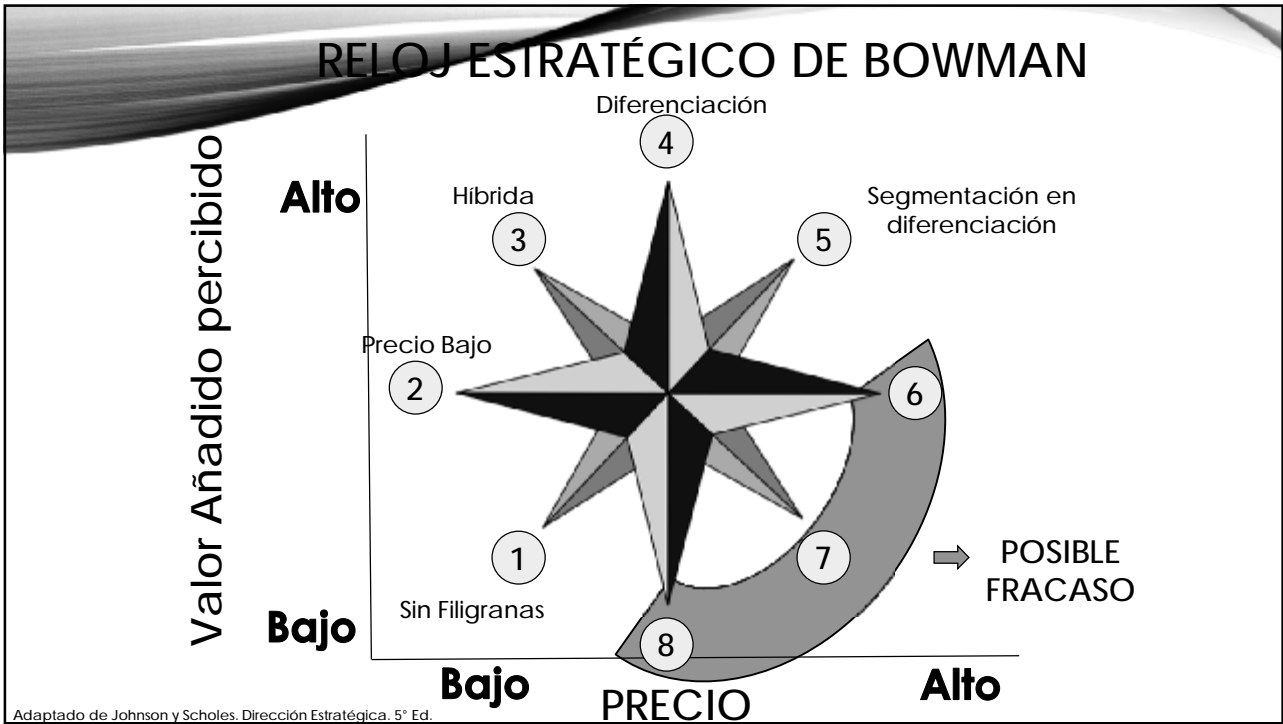 RELOJ ESTRATÉGICO DE BOWMAN
Diferenciación
4
Valor Añadido percibido
Alto
Híbrida
3
Segmentación en
diferenciación
5
Precio Bajo
2
6
1
Sin Filigranas
7
POSIBLE
FRACASO
Bajo
8
Bajo
PRECIO
Alto
Adaptado de Johnson y Scholes. Dirección Estratégica. 5° Ed.